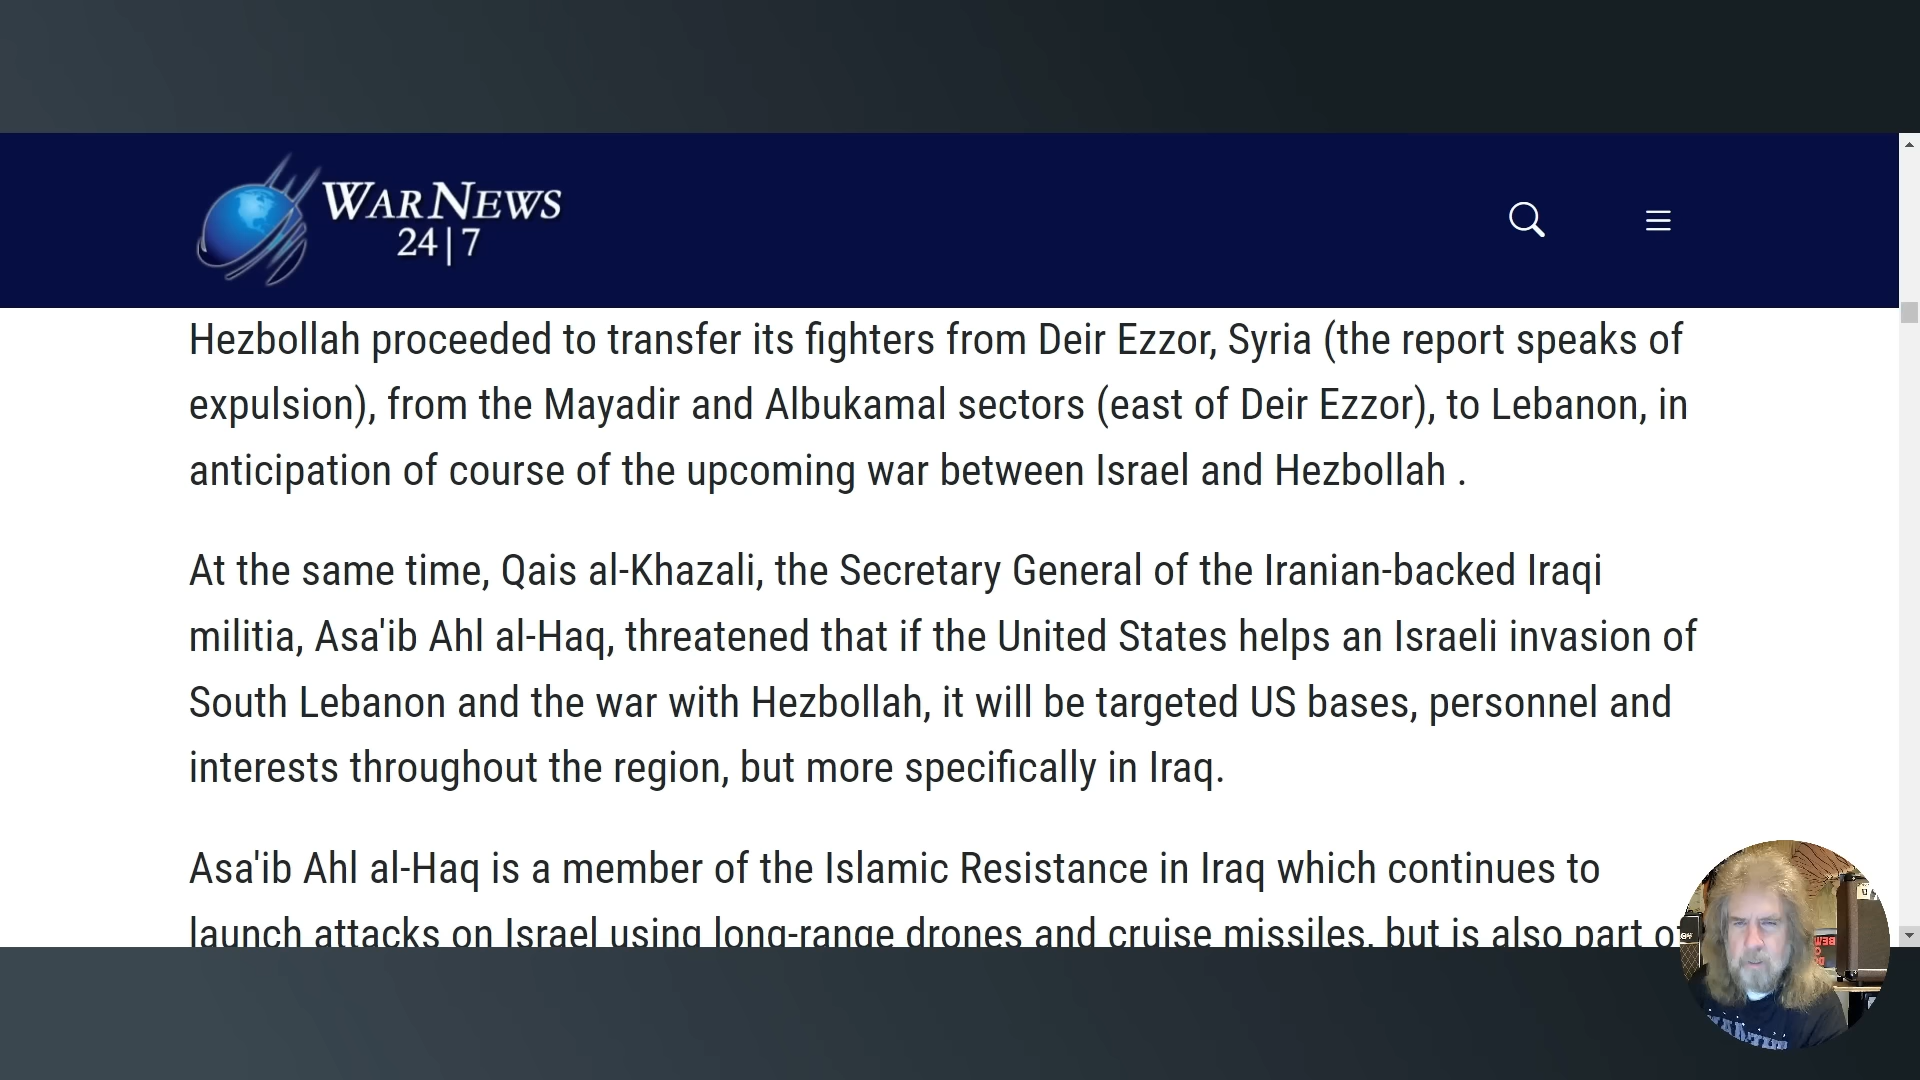 WAR NEWS
24|7
Hezbollah proceeded to transfer its fighters from Deir Ezzor, Syria (the report speaks of
expulsion), from the Mayadir and Albukamal sectors (east of Deir Ezzor), to Lebanon, in
anticipation of course of the upcoming war between Israel and Hezbollah .
At the same time, Qais al-Khazali, the Secretary General of the Iranian-backed Iraqi
militia, Asa'ib Ahl al-Haq, threatened that if the United States helps an Israeli invasion of
South Lebanon and the war with Hezbollah, it will be targeted US bases, personnel and
interests throughout the region, but more specifically in Iraq.
Asa'ib Ahl al-Haq is a member of the Islamic Resistance in Iraq which continues to
launch attacks on Israel using long-range drones and cruise missiles, but is also part of